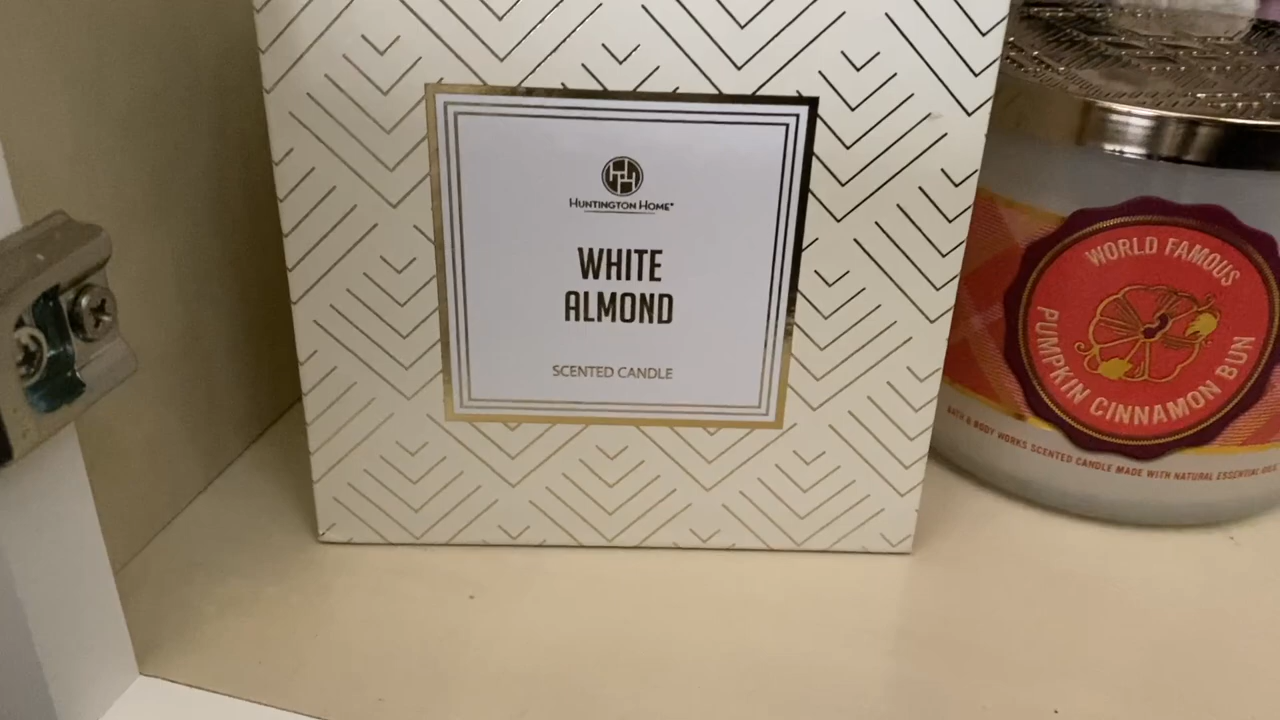 HUNTINGTON HOME
WHITE
ALMOND
SCENTED CANDLE
WORLD FAMOUS
PUMPKIN CINNAMON BUN
BATH & BODY WORKS SCENTED CANDLE MADE WITH NATURAL ESSENTIAL OILS